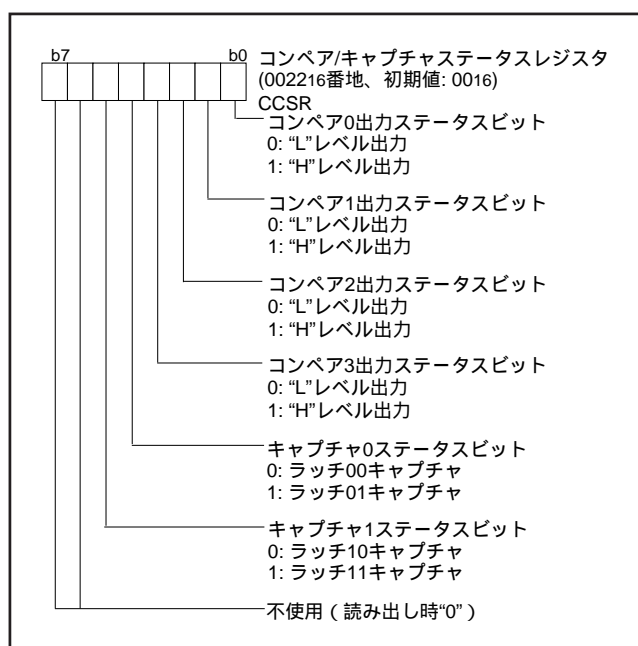 b7 b0 コンペア/キャプチャステータスレジスタ
(002216番地、初期値: 0016)
CCSR
コンペア0出力ステータスビット
0: “L”レベル出力
1: “H”レベル出力
コンペア1出力ステータスビット
0: “L”レベル出力
1: “H”レベル出力
コンペア2出力ステータスビット
0: “L”レベル出力
1: “H”レベル出力
コンペア3出力ステータスビット
0: “L”レベル出力
1: “H”レベル出力
キャプチャ0ステータスビット
0: ラッチ00キャプチャ
1: ラッチ01キャプチャ
キャプチャ1ステータスビット
0: ラッチ10キャプチャ
1: ラッチ11キャプチャ
不使用（読み出し時“0”）